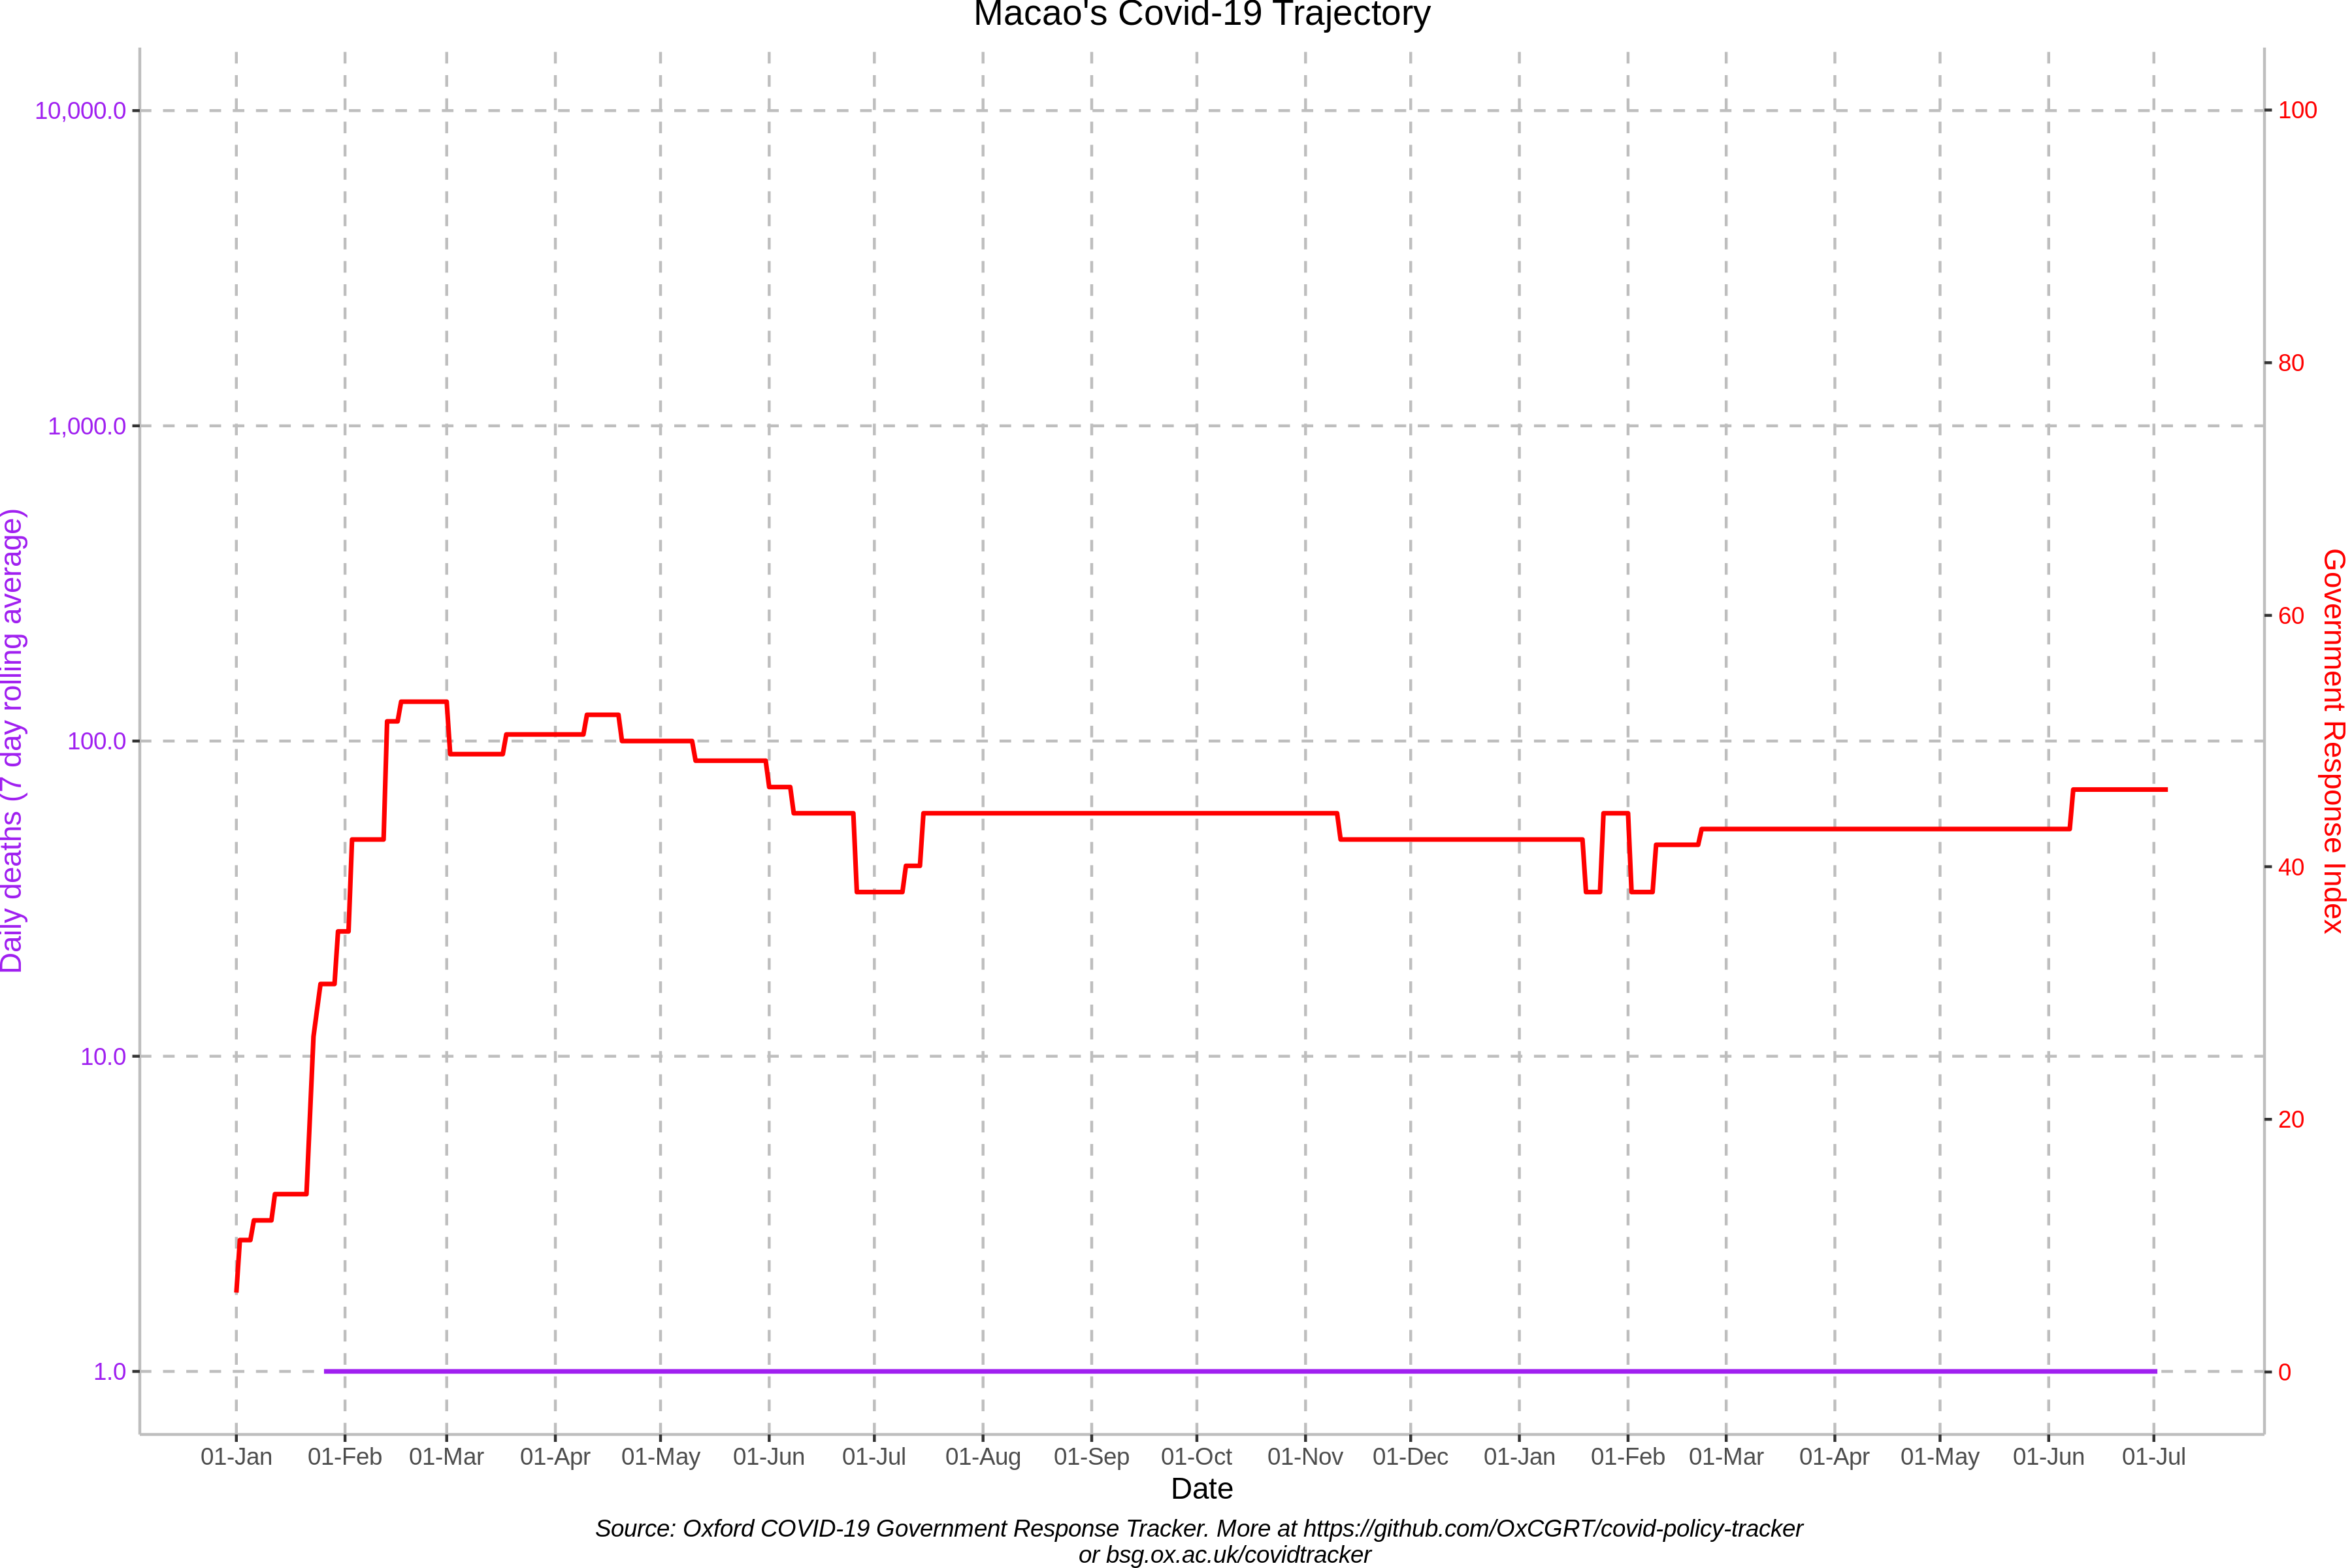 Macao's Covid-19 Trajectory
10,000.0
1,000.0
100.0
10.0
1.0
Daily deaths (7 day rolling average)
100
80
60
40
20
0
Government Response Index
01-Jan 01-Feb 01-Mar 01-Apr 01-May 01-Jun 01-Jul 01-Aug 01-Sep 01-Oct 01-Nov 01-Dec 01-Jan 01-Feb 01-Mar 01-Apr 01-May 01-Jun 01-Jul
Date
Source: Oxford COVID-19 Government Response Tracker. More at https://github.com/OxCGRT/covid-policy-tracker
or bsg.ox.ac.uk/covidtracker